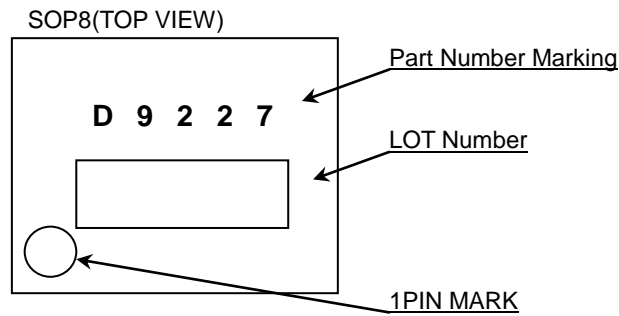 SOP8(TOP VIEW)
Part Number Marking
D 9 2 2 7
LOT Number
1PIN MARK